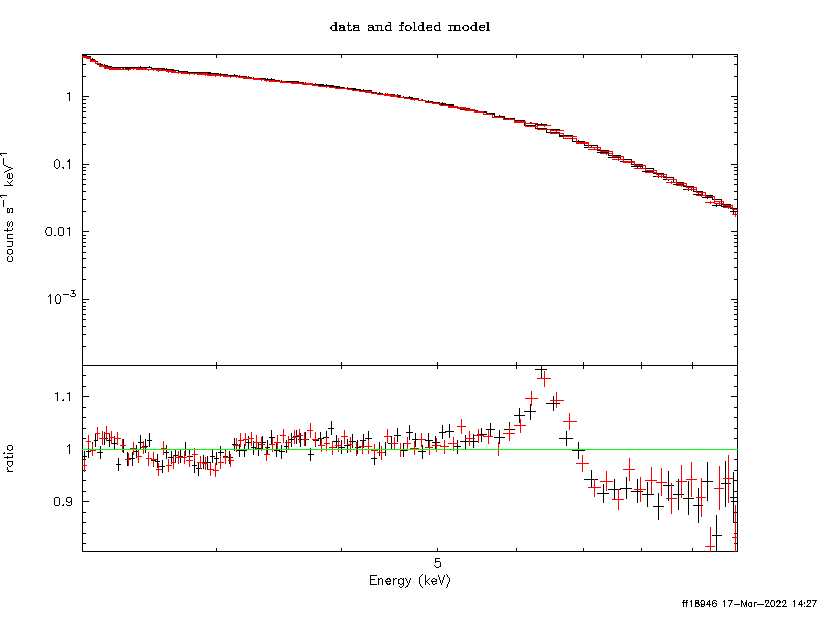 data and folded model
counts s−1 keV−1
1
0.1
0.01
10−3
ratio
1.1
1
0.9
5
Energy (keV)
ff18946 17−Mar−2022 14:27